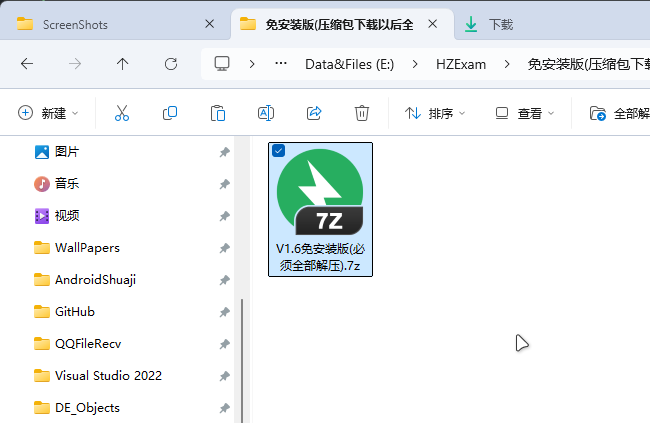 ScreenShots
免安装版(压缩包下载以后全
下载
Data&Files (E:)
HZExam
免安装版(压缩包下载
新建
排序
查看
全部解
图片
音乐
视频
WallPapers
AndroidShuaji
GitHub
QQFileRecv
Visual Studio 2022
DE_Objects
7Z
V1.6免安装版(必
须全部解压).7z